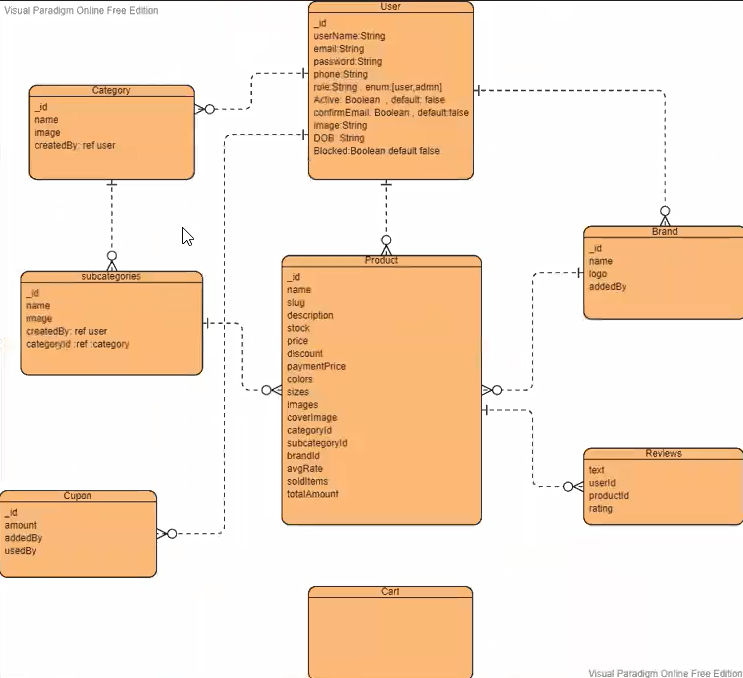 Visual Paradigm Online Free Edition
User
_id
userName:String
email:String
password:String
phone:String
role:String , enum:[user,admn]
Active: Boolean , default: false
confirmEmail: Boolean , default:false
image:String
DOB :String
Blocked:Boolean default false
Category
_id
name
image
createdBy: ref user
subcategories
_id
name
image
createdBy: ref user
categoryId :ref :category
Product
_id
name
slug
description
stock
price
discount
paymentPrice
colors
sizes
images
coverImage
categoryId
subcategoryId
brandId
avgRate
soldItems
totalAmount
Brand
_id
name
logo
addedBy
Reviews
text
userId
productId
rating
Cupon
_id
amount
addedBy
usedBy
Cart
Visual Paradigm Online Free Edition